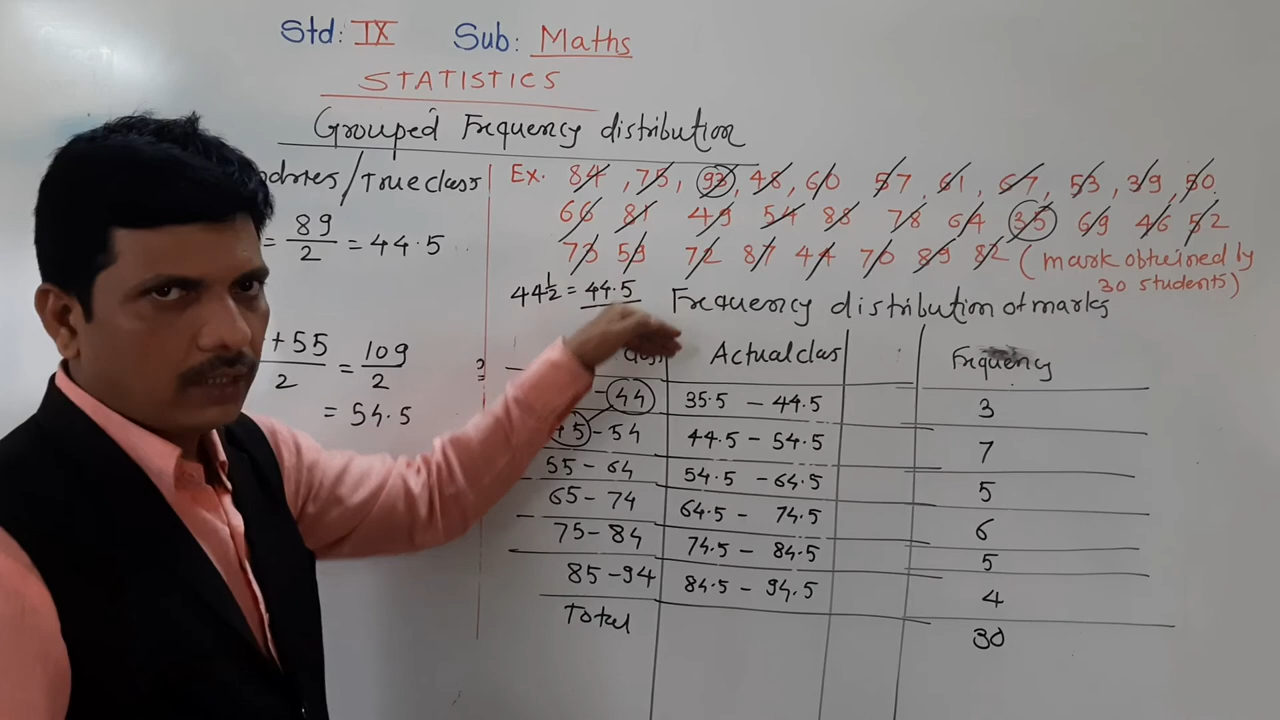 Std: IX Sub: Maths
STATISTICS
Grouped Frequency distribution
/True class
= 89/2 = 44.5
+ 55/2 = 109/2
= 54.5
Ex. 84, 75, 93, 48, 60 57, 61, 67, 53, 39, 50.
66 81 49 54 88 78 64 35 69 46 52
73 59 72 87 44 76 89 82 (mark obtained by
30 students)
44 1/2 = 44.5
Frequency distribution of marks
Class Actual clas Frequency
-44 35.5 - 44.5 3
-54 44.5 - 54.5 7
55-64 54.5 -64.5 5
65-74 64.5 - 74.5 6
75-84 74.5 - 84.5 5
85-94 84.5 - 94.5 4
Total 30